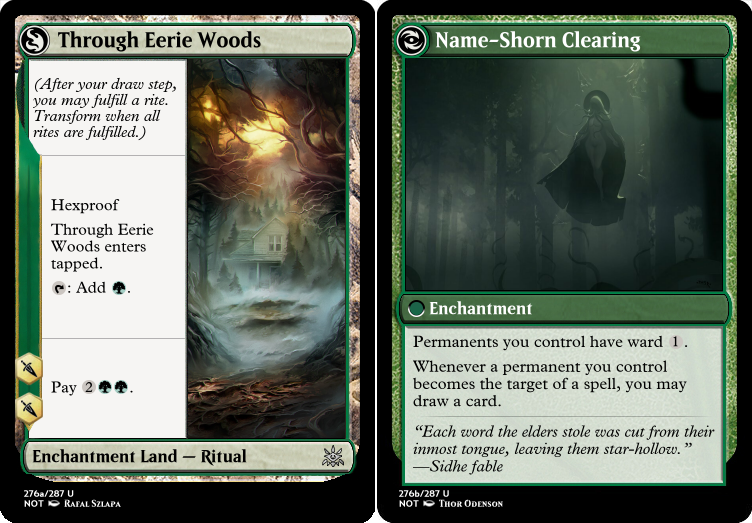 Through Eerie Woods
(After your draw step,
you may fulfill a rite.
Transform when all
rites are fulfilled.)
Hexproof
Through Eerie
Woods enters
tapped.
: Add .
Pay 2 .
Enchantment Land — Ritual
276a/287 U
NOT Rafal Szlapa
Name-Shorn Clearing
Enchantment
Permanents you control have ward 1 .
Whenever a permanent you control
becomes the target of a spell, you may
draw a card.
“Each word the elders stole was cut from their
inmost tongue, leaving them star-hollow.”
—Sidhe fable
276b/287 U
NOT Thor Odenson